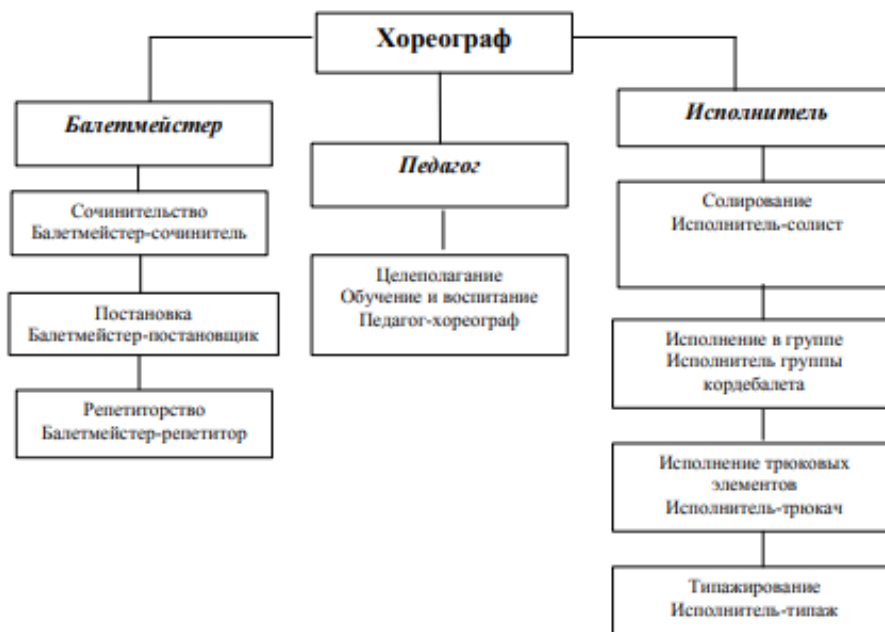 Хореограф
Балетмейстер
Сочинительство
Балетмейстер-сочинитель
Постановка
Балетмейстер-постановщик
Репетиторство
Балетмейстер-репетитор
Педагог
Целеполагание
Обучение и воспитание
Педагог-хореограф
Исполнитель
Солирование
Исполнитель-солист
Исполнение в группе
Исполнитель группы
кордебалета
Исполнение трюковых
элементов
Исполнитель-трюкач
Типажирование
Исполнитель-типаж